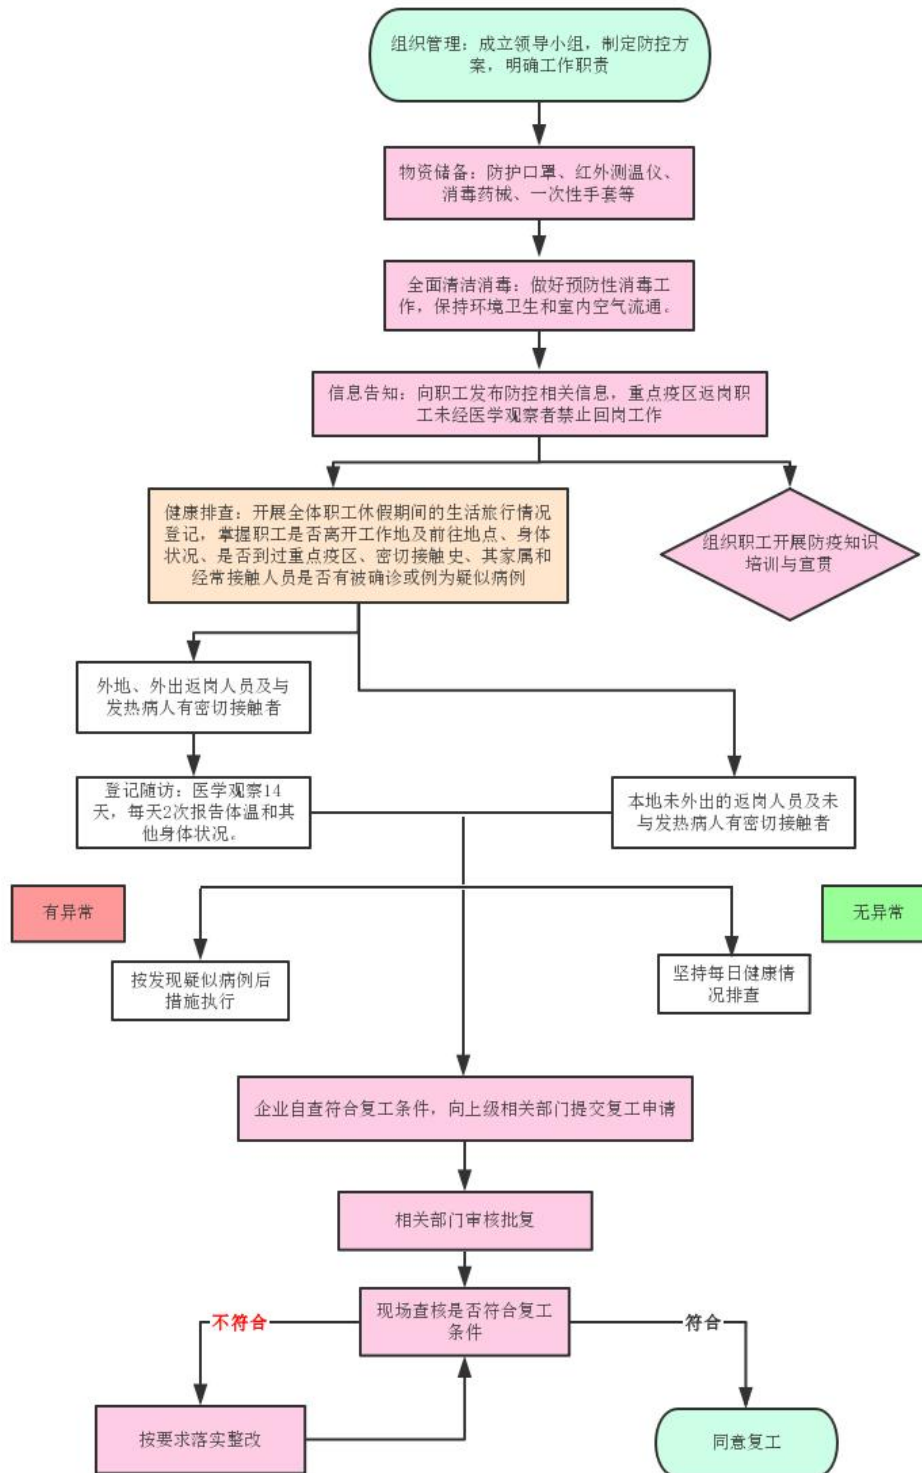 组织管理：成立领导小组，制定防控方
案，明确工作职责
物资储备：防护口罩、红外测温仪、
消毒药械、一次性手套等
全面清洁消毒：做好预防性消毒工
作，保持环境卫生和室内空气流通。
信息告知：向职工发布防控相关信息，重点疫区返岗职
工未经医学观察者禁止回岗工作
健康排查：开展全体职工休假期间的生活旅行情况
登记，掌握职工是否离开工作地及前往地点、身体
状况、是否到过重点疫区、密切接触史、其家属和
经常接触人员是否有被确诊或例为疑似病例
组织职工开展防疫知识
培训与宣贯
外地、外出返岗人员及与
发热病人有密切接触者
登记随访：医学观察14
天，每天2次报告体温和其
他身体状况。
本地未外出的返岗人员及未
与发热病人有密切接触者
有异常
无异常
按发现疑似病例后
措施执行
坚持每日健康情
况排查
企业自查符合复工条件，向上级相关部门提交复工申请
相关部门审核批复
现场查核是否符合复工
条件
不符合
符合
按要求落实整改
同意复工